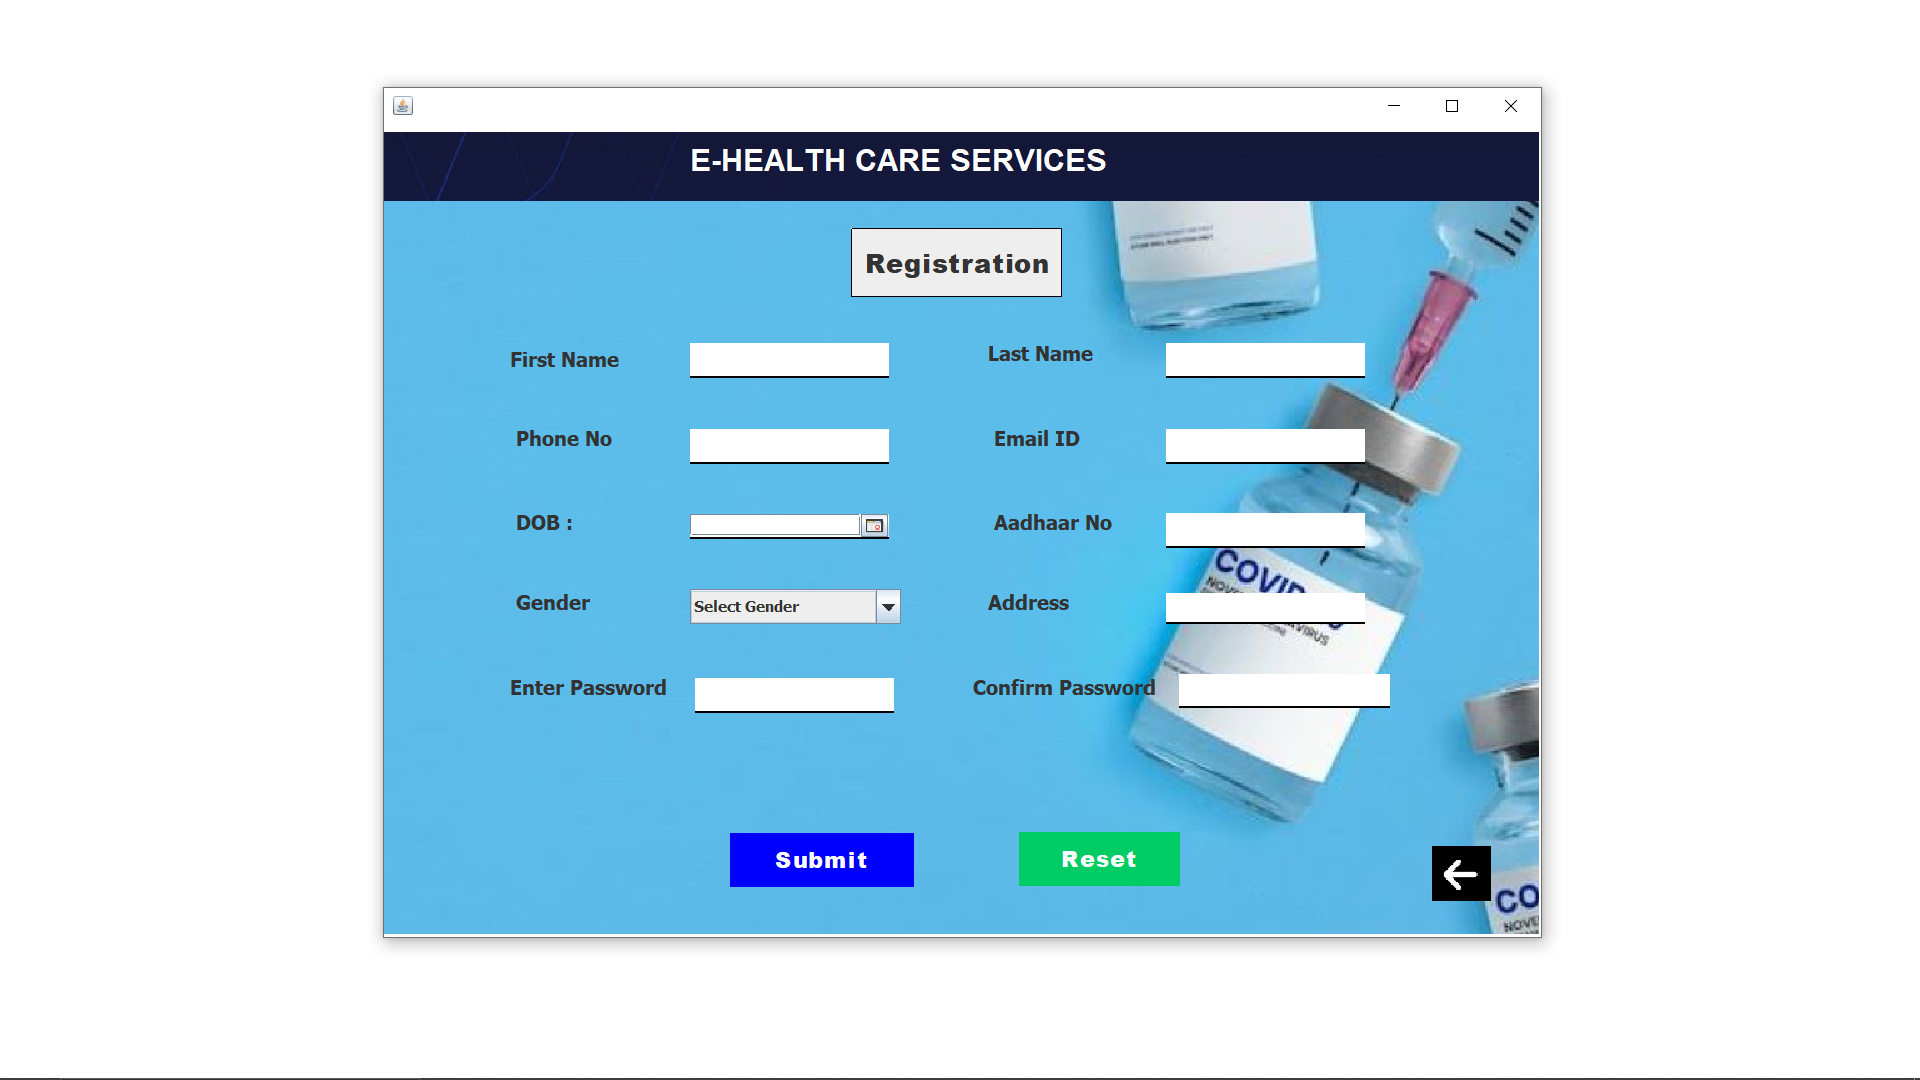 E-HEALTH CARE SERVICES
Registration
First Name
Last Name
Phone No
Email ID
DOB :
Aadhaar No
COVID
Gender
Select Gender
Address
Enter Password
Confirm Password
Submit
Reset
CO
NOVE